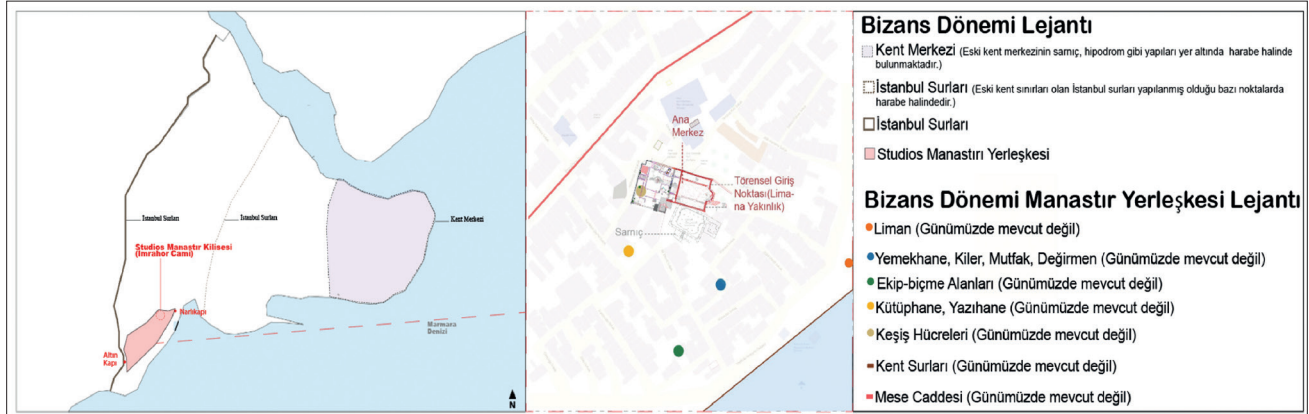 İstanbul Surları
İstanbul Surları
Kent Merkezi
Studios Manastır Kilisesi
(İmrahor Cami)
Narlıkapı
Altın
Kapı
Marmara
Denizi
N
Ana
Merkez
Törensel Giriş
Noktası(Lima-
na Yakınlık)
Sarnıç
Bizans Dönemi Lejantı
Kent Merkezi (Eski kent merkezinin sarnıç, hipodrom gibi yapıları yer altında harabe halinde
bulunmaktadır.)
İstanbul Surları (Eski kent sınırları olan İstanbul surları yapılanmış olduğu bazı noktalarda
harabe halindedir.)
İstanbul Surları
Studios Manastırı Yerleşkesi
Bizans Dönemi Manastır Yerleşkesi Lejantı
Liman (Günümüzde mevcut değil)
Yemekhane, Kiler, Mutfak, Değirmen (Günümüzde mevcut değil)
Ekip-biçme Alanları (Günümüzde mevcut değil)
Kütüphane, Yazıhane (Günümüzde mevcut değil)
Keşiş Hücreleri (Günümüzde mevcut değil)
Kent Surları (Günümüzde mevcut değil)
Mese Caddesi (Günümüzde mevcut değil)